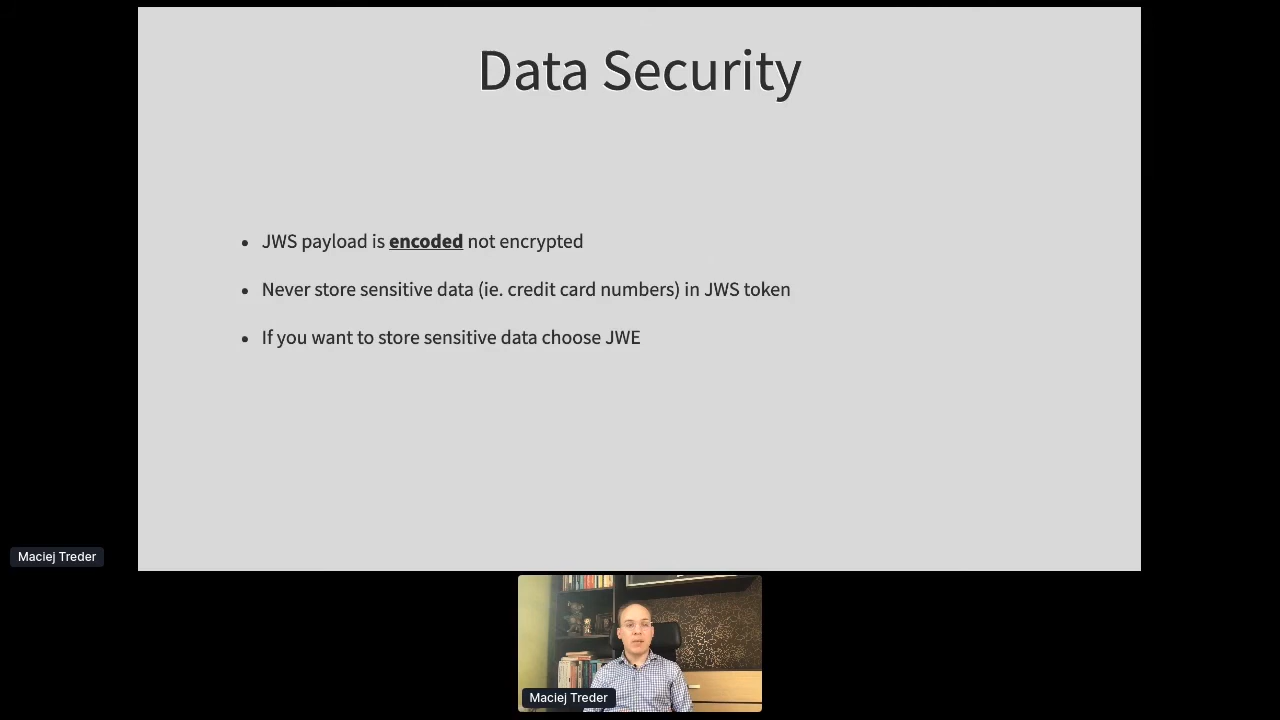 Data Security
JWS payload is encoded not encrypted
Never store sensitive data (ie. credit card numbers) in JWS token
If you want to store sensitive data choose JWE
Maciej Treder
Maciej Treder